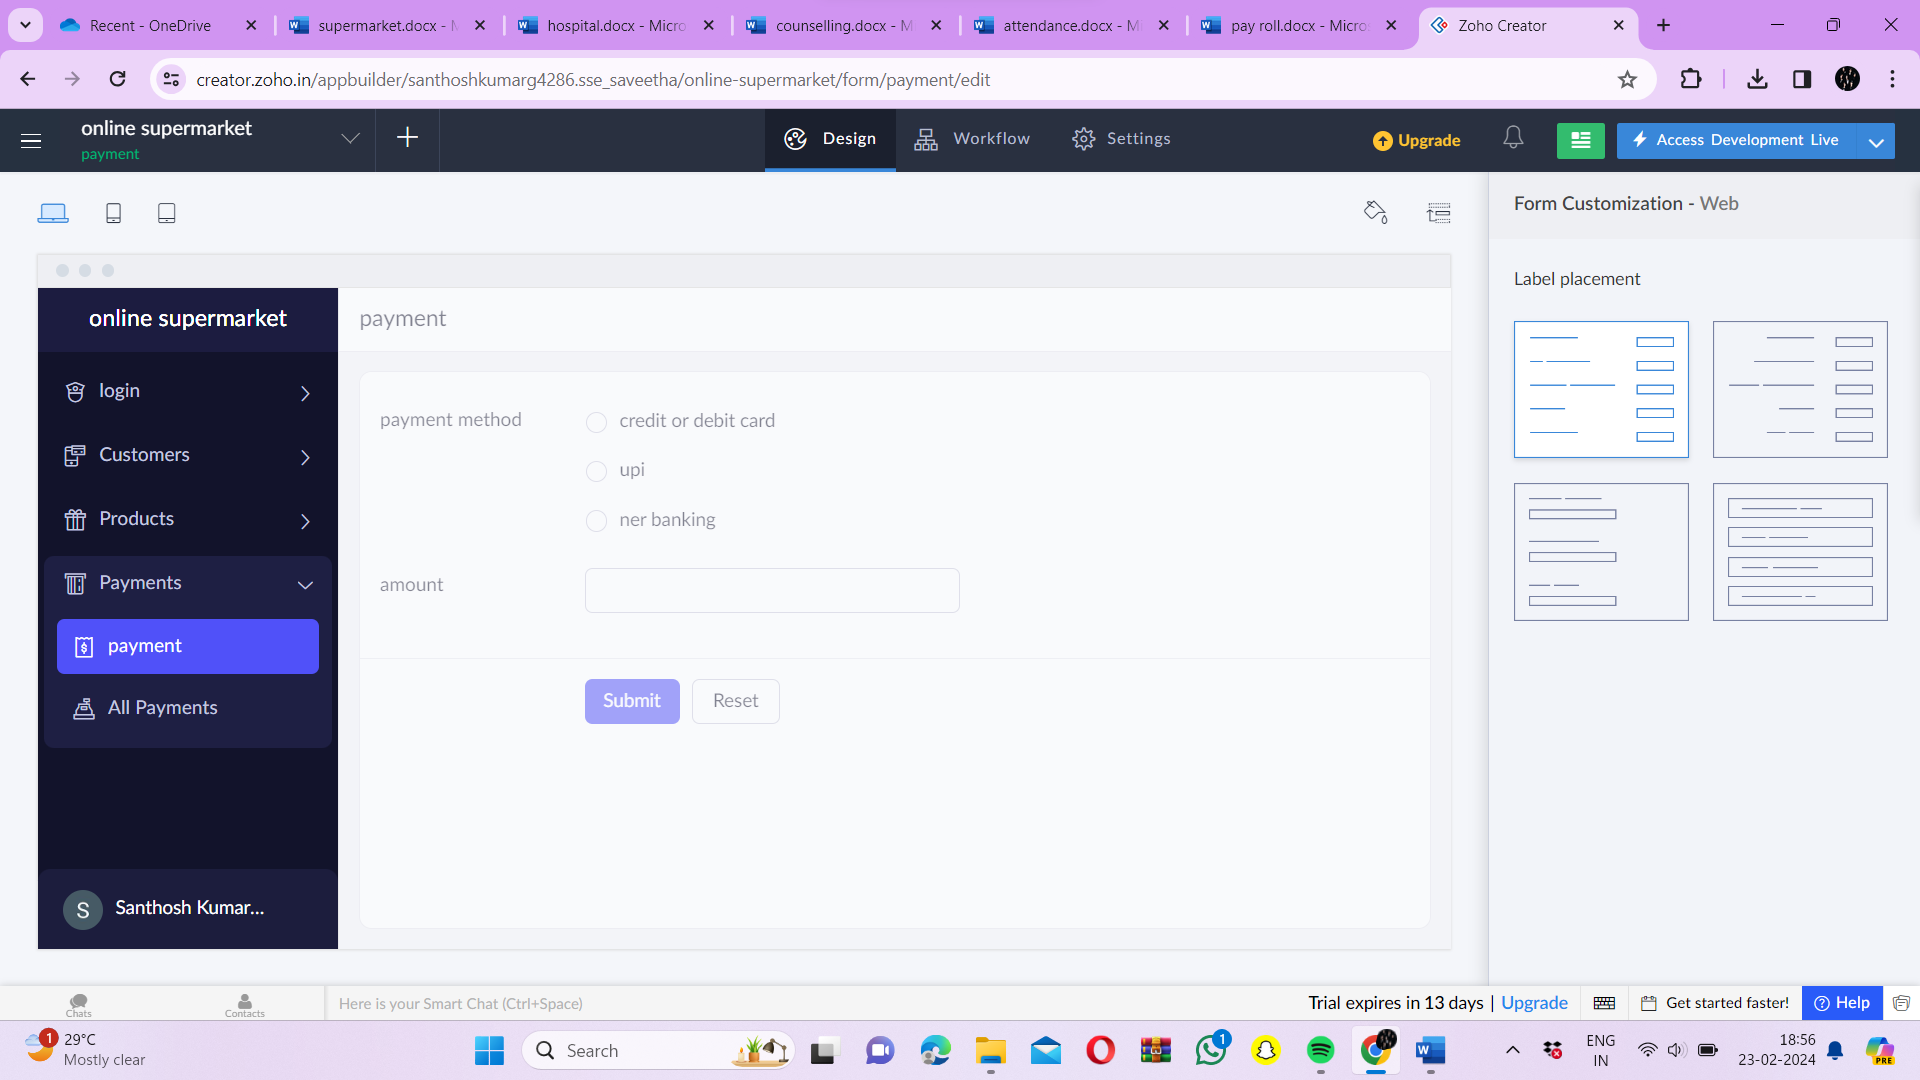 Recent - OneDrive
supermarket.docx - M
hospital.docx - Micro
counselling.docx - M
attendance.docx - Mi
pay roll.docx - Micro
Zoho Creator
creator.zoho.in/appbuilder/santhoshkumarg4286.sse_saveetha/online-supermarket/form/payment/edit
online supermarket
payment
Design
Workflow
Settings
Upgrade
Access Development Live
Form Customization - Web
Label placement
online supermarket
payment
login
Customers
Products
Payments
payment
All Payments
Santhosh Kumar...
payment method
credit or debit card
upi
ner banking
amount
Submit
Reset
Chats
Contacts
Here is your Smart Chat (Ctrl+Space)
Trial expires in 13 days | Upgrade
Get started faster!
Help
1
29°C
Mostly clear
Search
1
ENG
IN
18:56
23-02-2024
PRE